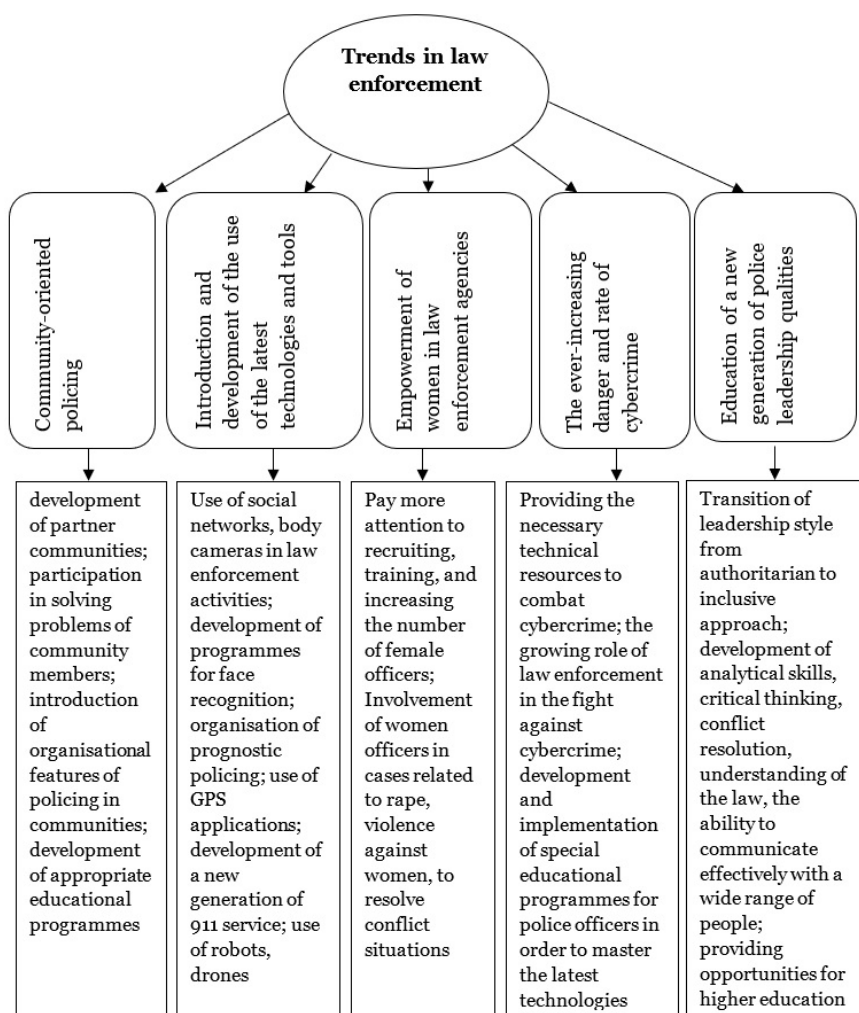 Trends in law
enforcement
Community-oriented
policing
Introduction and
development of the use
of the latest
technologies and tools
Empowerment of
women in law
enforcement agencies
The ever-increasing
danger and rate of
cybercrime
Education of a new
generation of police
leadership qualities
development
of partner
communities;
participation
in solving
problems of
community
members;
introduction
of
organisational
features of
policing in
communities;
development
of appropriate
educational
programmes
Use of social
networks, body
cameras in law
enforcement
activities;
development of
programmes
for face
recognition;
organisation of
prognostic
policing; use of
GPS
applications;
development of
a new
generation of
911 service; use
of robots,
drones
Pay more
attention to
recruiting,
training, and
increasing
the number
of female
officers;
Involvement
of women
officers in
cases related
to rape,
violence
against
women, to
resolve
conflict
situations
Providing the
necessary
technical
resources to
combat
cybercrime; the
growing role of
law enforcement
in the fight
against
cybercrime;
development
and
implementation
of special
educational
programmes for
police officers in
order to master
the latest
technologies
Transition of
leadership style
from
authoritarian to
inclusive
approach;
development of
analytical skills,
critical thinking,
conflict
resolution,
understanding of
the law, the
ability to
communicate
effectively with a
wide range of
people;
providing
opportunities for
higher education